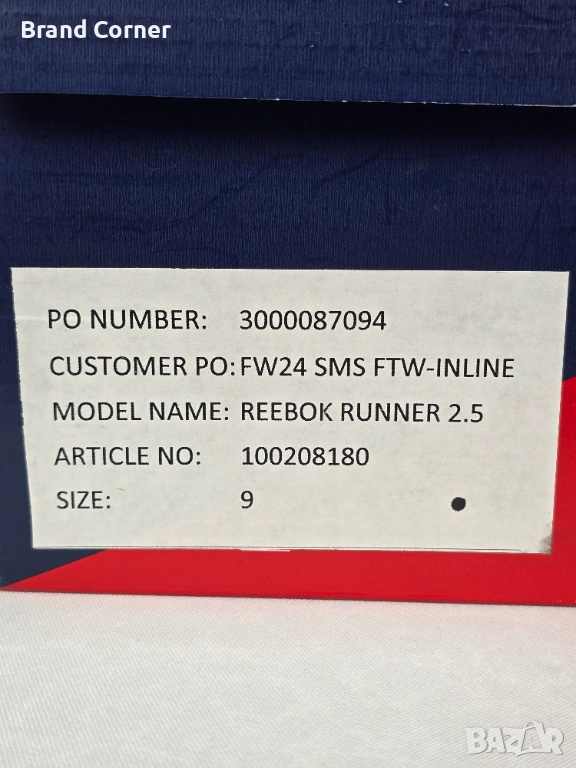 Brand Corner
PO NUMBER: 3000087094
CUSTOMER PO: FW24 SMS FTW-INLINE
MODEL NAME: REEBOK RUNNER 2.5
ARTICLE NO: 100208180
SIZE: 9
BAZAR